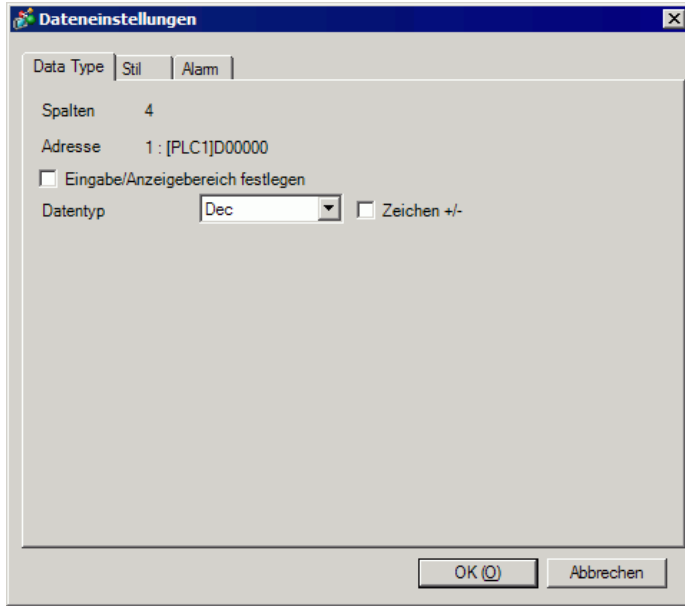 Dateneinstellungen
Data Type Stil Alarm
Spalten 4
Adresse 1 : [PLC1]D00000
Eingabe/Anzeigebereich festlegen
Datentyp Dec Zeichen +/-
OK (O) Abbrechen